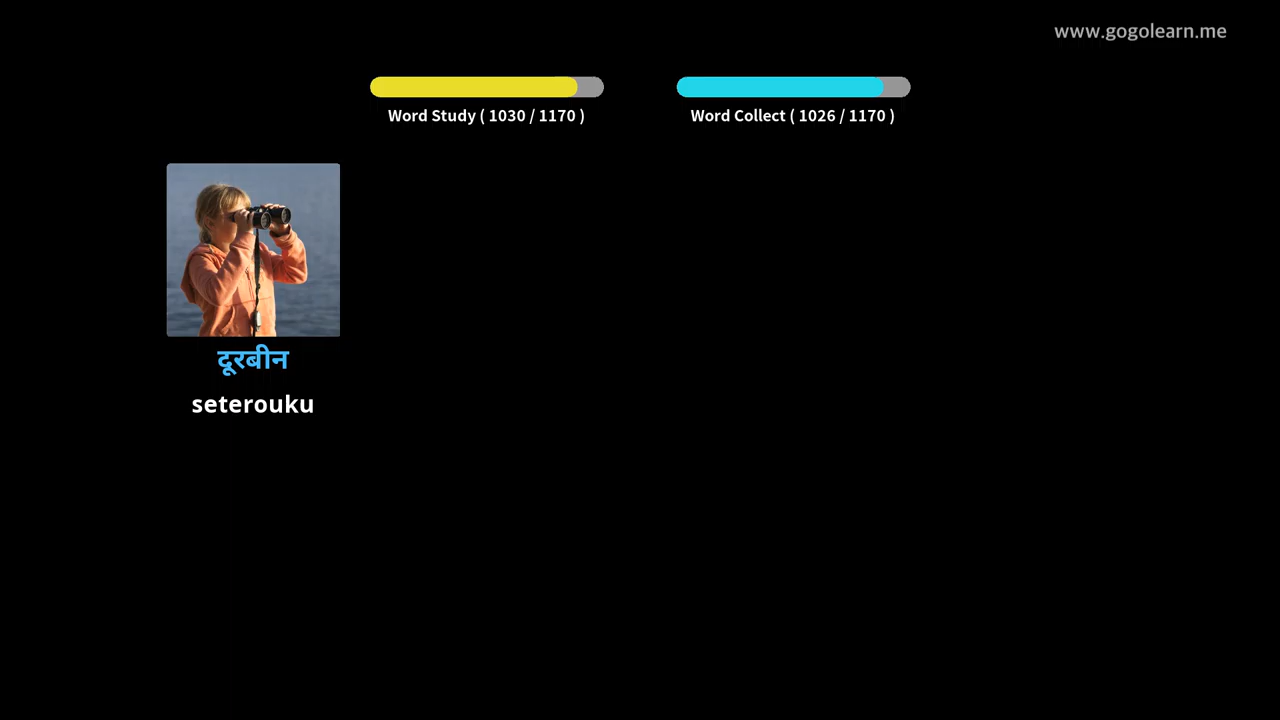 www.gogolearn.me
Word Study ( 1030 / 1170 )
Word Collect ( 1026 / 1170 )
दूरबीन
seterouku